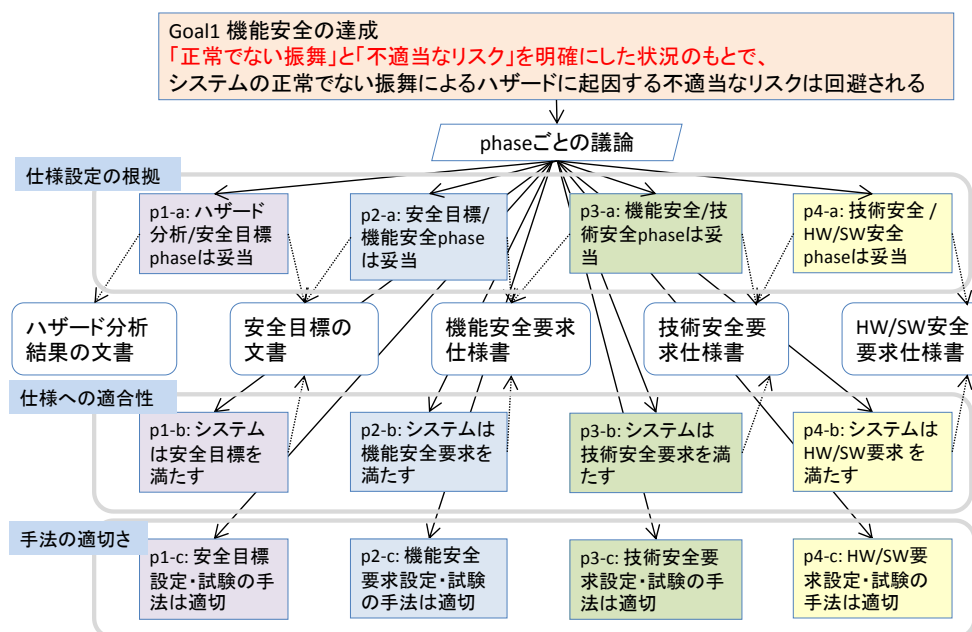 Goal1 機能安全の達成
「正常でない振舞」と「不適当なリスク」を明確にした状況のもとで、
システムの正常でない振舞によるハザードに起因する不適当なリスクは回避される
phaseごとの議論
仕様設定の根拠
p1-a: ハザード
分析/安全目標
phaseは妥当
p2-a: 安全目標/
機能安全phase
は妥当
p3-a: 機能安全/技
術安全phaseは妥
当
p4-a: 技術安全 /
HW/SW安全
phaseは妥当
ハザード分析
結果の文書
安全目標の
文書
機能安全要求
仕様書
技術安全要
求仕様書
HW/SW安全
要求仕様書
仕様への適合性
p1-b: システム
は安全目標を
満たす
p2-b: システムは
機能安全要求を
満たす
p3-b: システムは
技術安全要求を満
たす
p4-b: システムは
HW/SW要求 を
満たす
手法の適切さ
p1-c: 安全目標
設定・試験の手
法は適切
p2-c: 機能安全
要求設定・試験
の手法は適切
p3-c: 技術安全要
求設定・試験の手
法は適切
p4-c: HW/SW要
求設定・試験の
手法は適切